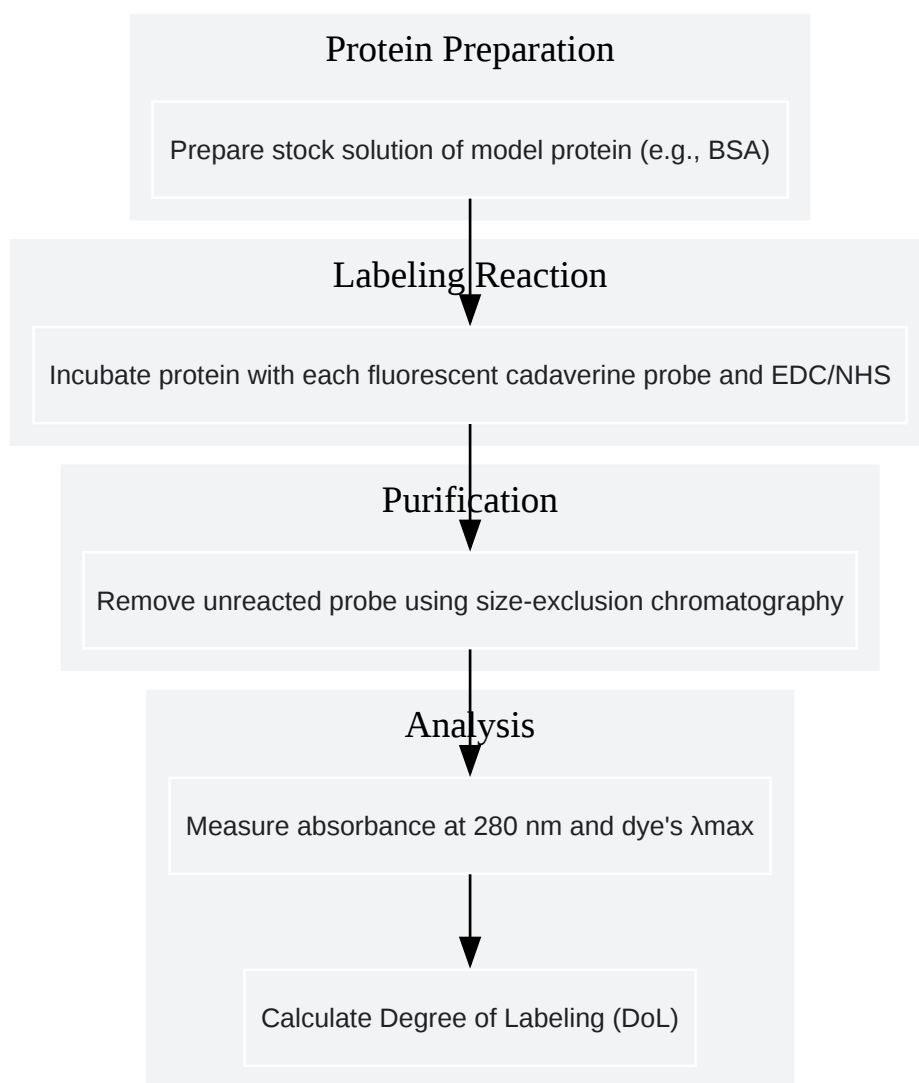 Protein Preparation
Prepare stock solution of model protein (e.g., BSA)
Labeling Reaction
Incubate protein with each fluorescent cadaverine probe and EDC/NHS
Purification
Remove unreacted probe using size-exclusion chromatography
Analysis
Measure absorbance at 280 nm and dye's λmax
Calculate Degree of Labeling (DoL)